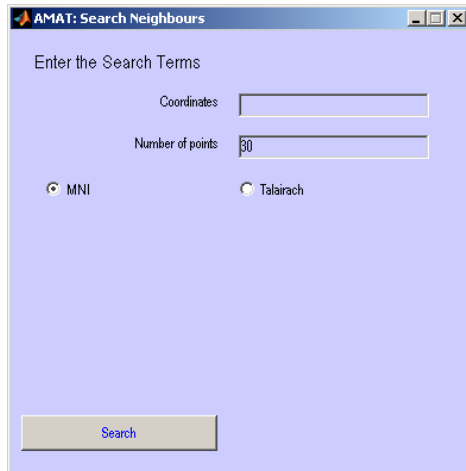 AMAT: Search Neighbours
Enter the Search Terms
Coordinates
Number of points 30
MNI Talairach
Search